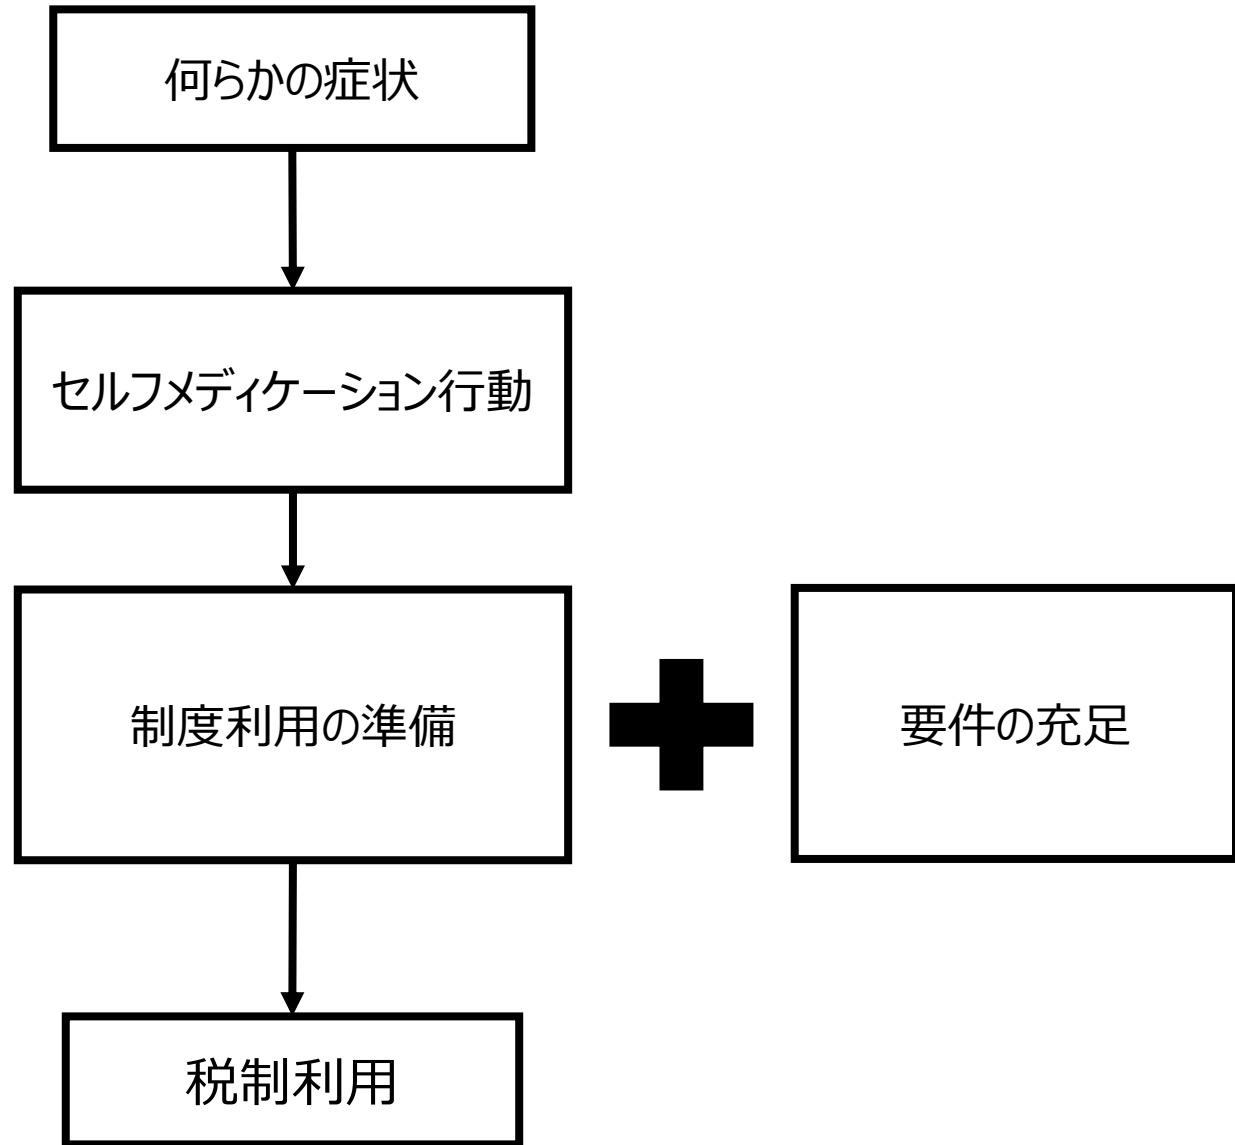 何らかの症状
セルフメディケーション行動
制度利用の準備
要件の充足
税制利用